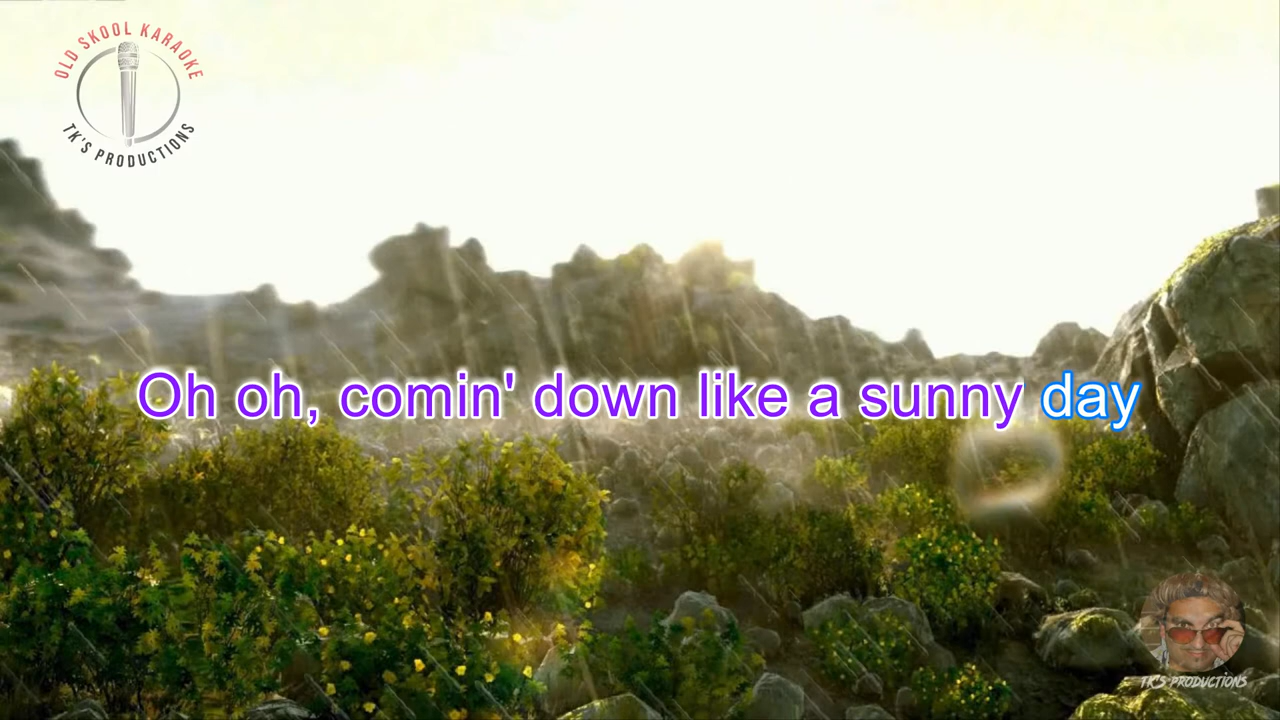 OLD SKOOL KARAOKE
TK'S PRODUCTIONS
Oh oh, comin' down like a sunny day
TK'S PRODUCTIONS